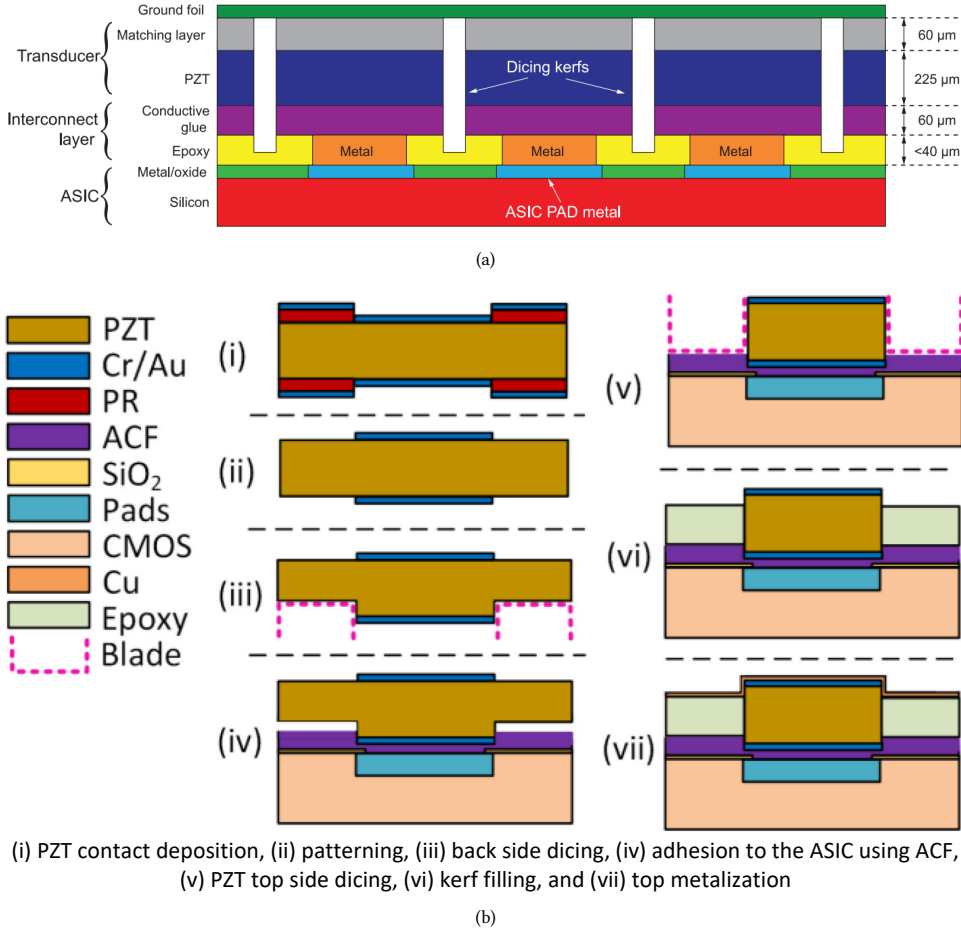 Ground foil
Transducer
Matching layer
60 µm
PZT
Dicing kerfs
225 µm
Interconnect
layer
Conductive
glue
60 µm
Epoxy
Metal
Metal
Metal
<40 µm
ASIC
Metal/oxide
Silicon
ASIC PAD metal
(a)
PZT
Cr/Au
PR
ACF
SiO2
Pads
CMOS
Cu
Epoxy
Blade
(i)
(ii)
(iii)
(iv)
(v)
(vi)
(vii)
(i) PZT contact deposition, (ii) patterning, (iii) back side dicing, (iv) adhesion to the ASIC using ACF,
(v) PZT top side dicing, (vi) kerf filling, and (vii) top metalization
(b)